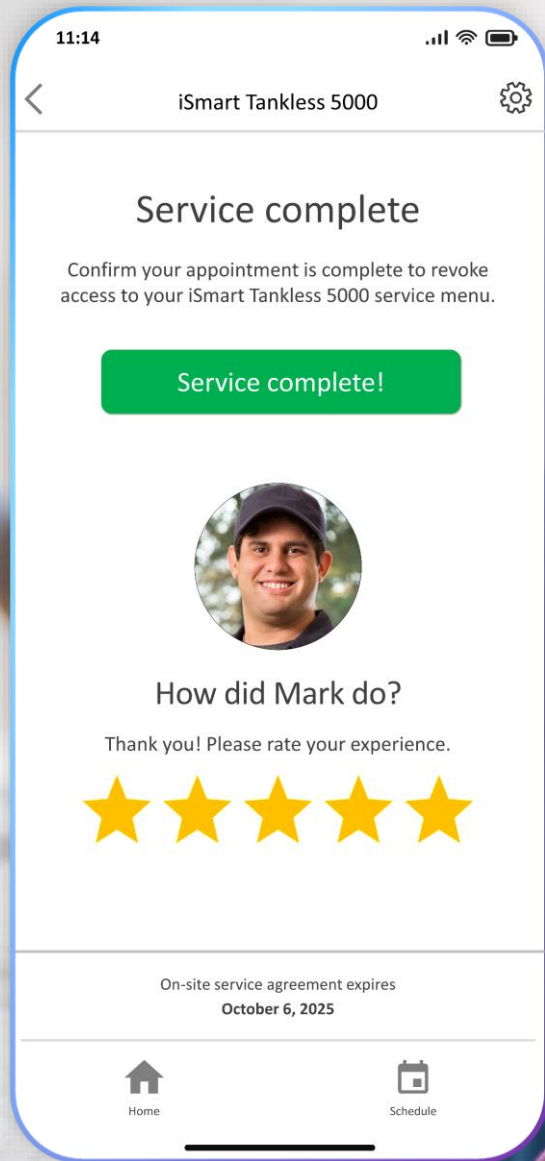 11:14
iSmart Tankless 5000
Service complete
Confirm your appointment is complete to revoke
access to your iSmart Tankless 5000 service menu.
Service complete!
How did Mark do?
Thank you! Please rate your experience.
On-site service agreement expires
October 6, 2025
Home
Schedule